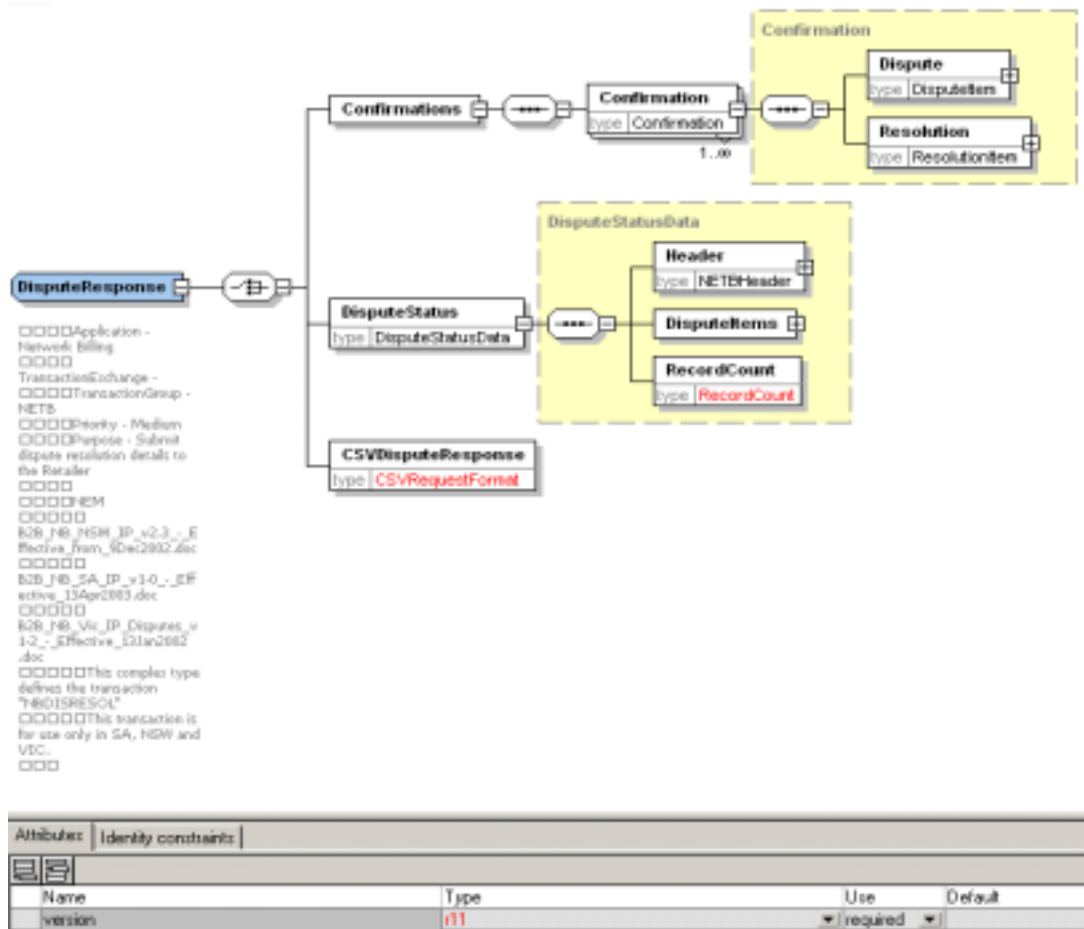 Confirmation
Dispute
type DisputeItem
Confirmations
Confirmation
type Confirmation
1..∞
Resolution
type ResolutionItem
DisputeStatusData
Header
type NETBHeader
DisputeResponse
DisputeStatus
type DisputeStatusData
DisputeItems
RecordCount
type RecordCount
CSVDisputeResponse
type CSVRequestFormat
□□□□Application -
Network Billing
□□□□
TransactionExchange -
□□□□TransactionGroup -
NETB
□□□□Priority - Medium
□□□□Purpose - Submit
dispute resolution details to
the Retailer
□□□□
□□□□NEM
□□□□□
B2B_NB_NSW_IP_v2.3_-_E
ffective_from_9Dec2002.doc
□□□□□
B2B_NB_SA_IP_v1-0_-_Eff
ective_13Apr2003.doc
□□□□□
B2B_NB_Vic_IP_Disputes_v
1-2_-_Effective_13Jan2002
.doc
□□□□□This complex type
defines the transaction
"NBDISRESOL"
□□□□□This transaction is
for use only in SA, NSW and
VIC.
□□□
Attributes Identity constraints
Name Type Use Default
version r11 required